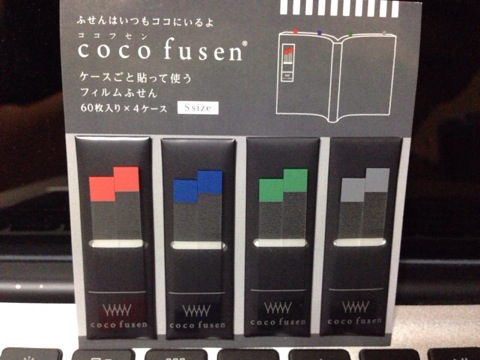 ふせんはいつもココにいるよ
ココフセン
coco fusen®
ケースごと貼って使う
フィルムふせん
60枚入り×4ケース S size
coco fusen
coco fusen
coco fusen
coco fusen